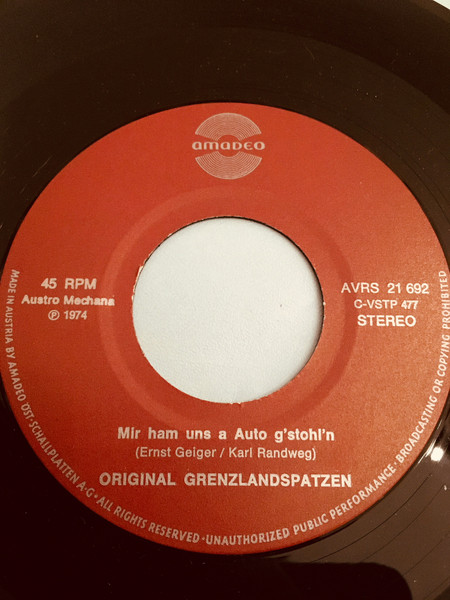 amadeo
45 RPM
Austro Mechana
Ⓟ 1974
AVRS 21 692
C-VSTP 477
STEREO
Mir ham uns a Auto g'stohl'n
(Ernst Geiger / Karl Randweg)
ORIGINAL GRENZLANDSPATZEN
MADE IN AUSTRIA BY AMADEO ÖST. SCHALLPLATTEN A·G·ALL RIGHTS RESERVED·UNAUTHORIZED PUBLIC PERFORMANCE·BROADCASTING OR COPYING PROHIBITED